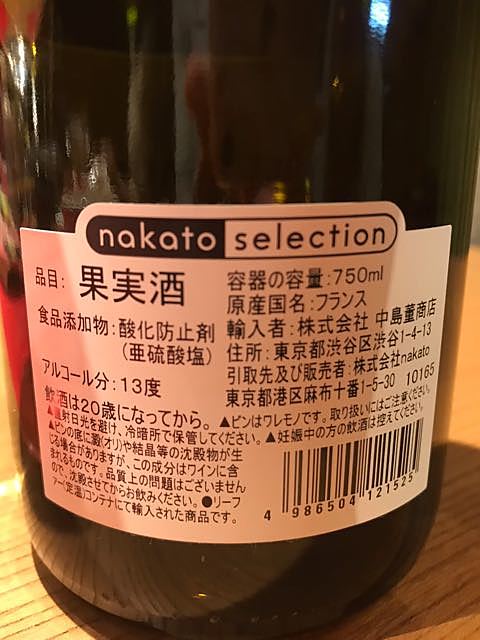 nakato selection
品目: 果実酒
食品添加物:酸化防止剤
(亜硫酸塩)
アルコール分:13度
容器の容量:750ml
原産国名:フランス
輸入者:株式会社 中島董商店
住所:東京都渋谷区渋谷1-4-13
引取先及び販売者:株式会社nakato
東京都港区麻布十番1-5-30 10165
飲酒は20歳になってから。▲ビンはワレモノです。取り扱いにはご注意ください。
▲直射日光を避け、冷暗所で保管してください。▲妊娠中の方の飲酒は控えてください。
▲ビンの底に澱(オリ)や結晶等の沈殿物が生
じる場合がありますが、この成分はワインに含
まれるものです。品質上の問題はございません
ので、沈殿させてからお飲みください。●リーフ
ァー(定温)コンテナにて輸入された商品です。
4 986504 121525